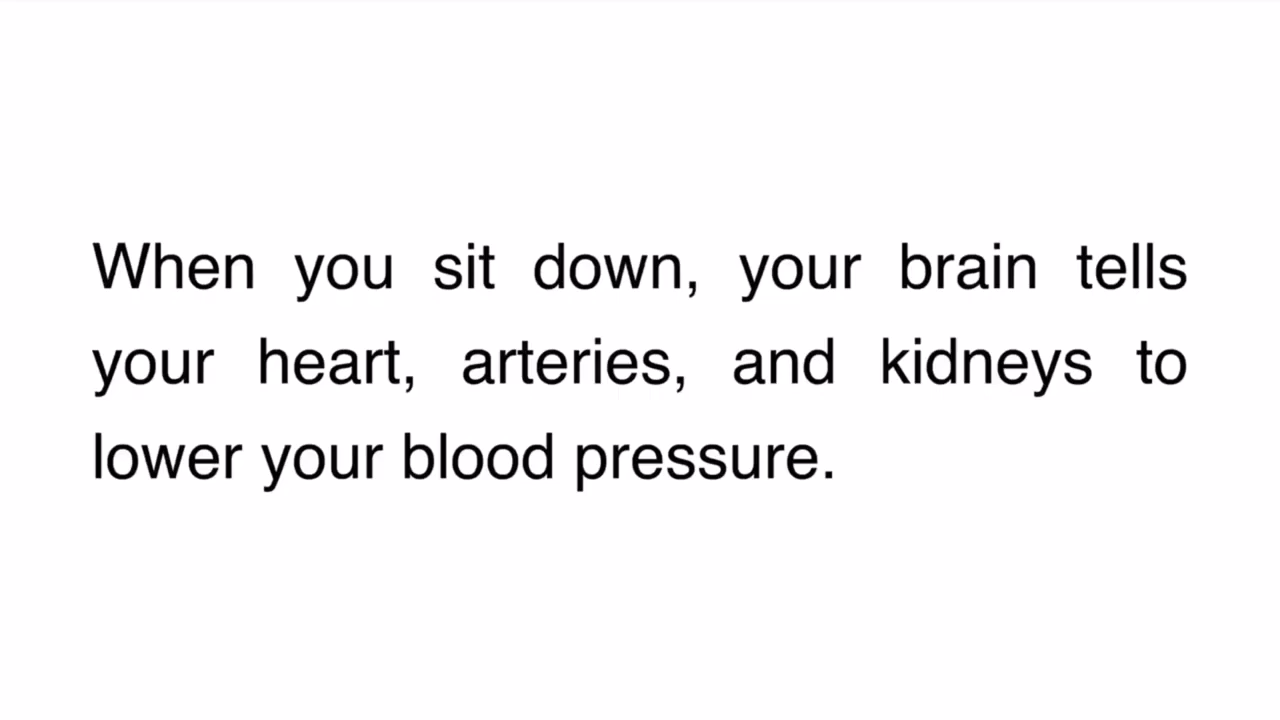 When you sit down, your brain tells
your heart, arteries, and kidneys to
lower your blood pressure.